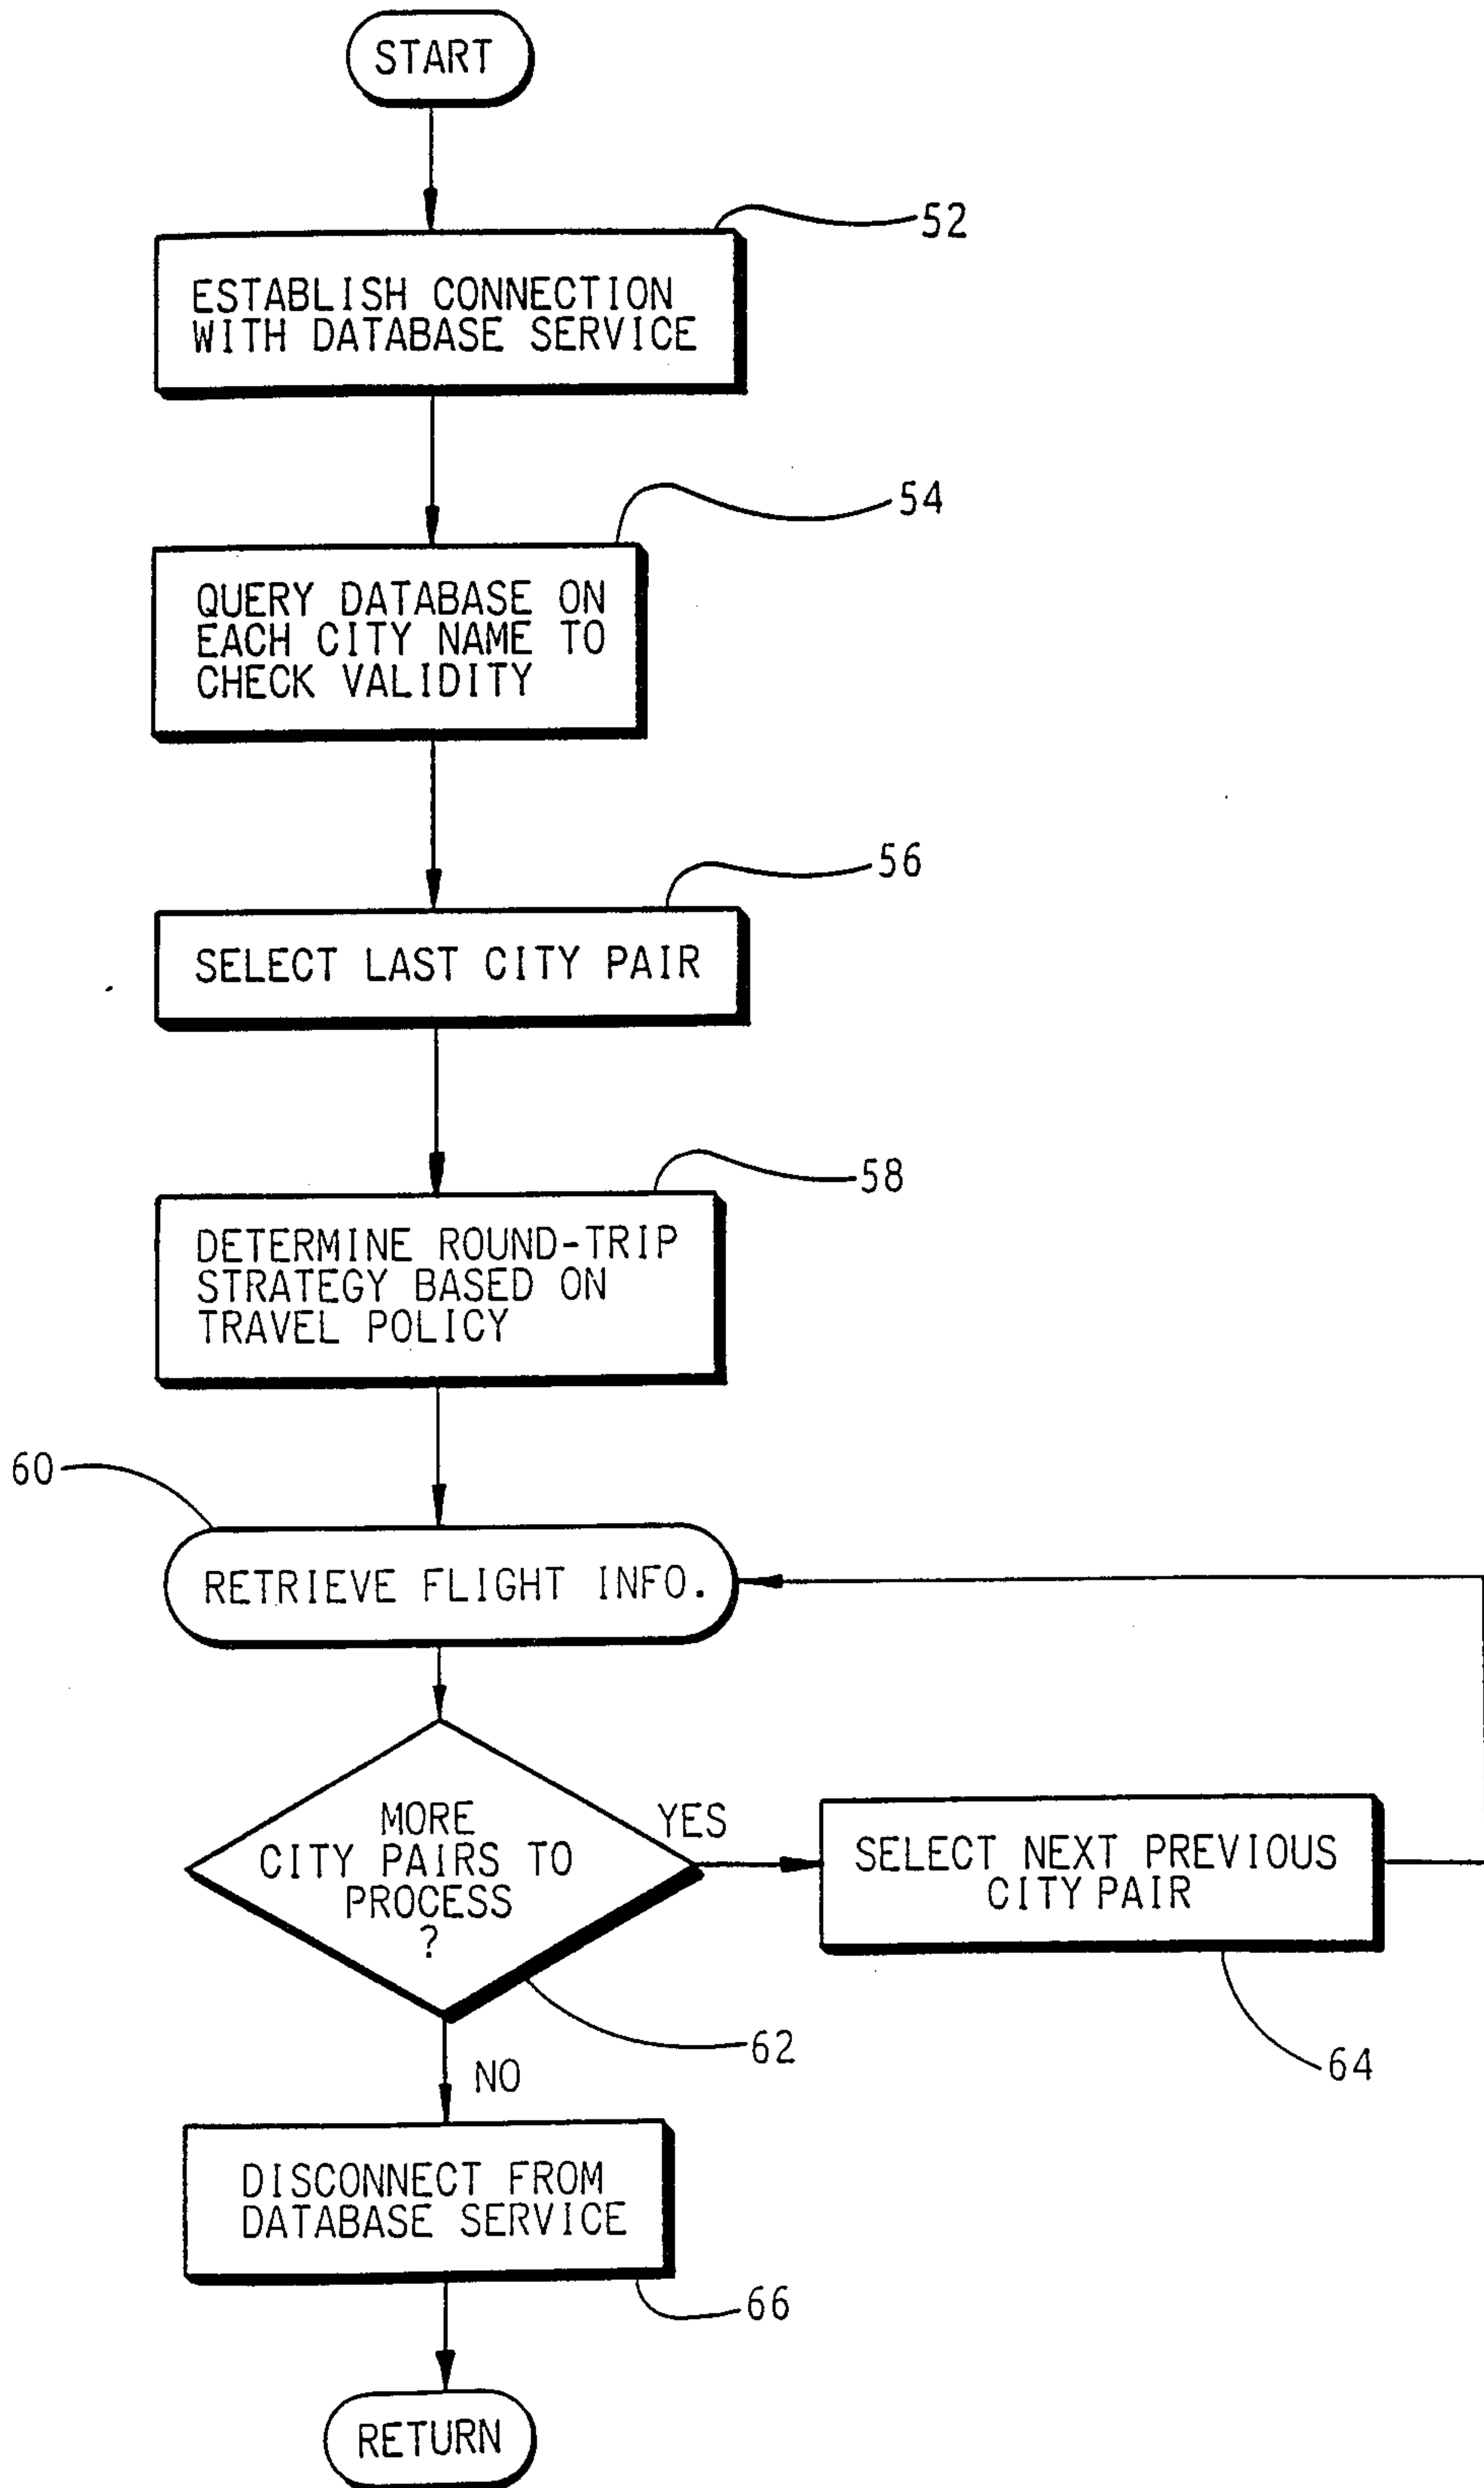 START
52
ESTABLISH CONNECTION
WITH DATABASE SERVICE
54
QUERY DATABASE ON
EACH CITY NAME TO
CHECK VALIDITY
56
SELECT LAST CITY PAIR
58
DETERMINE ROUND-TRIP
STRATEGY BASED ON
TRAVEL POLICY
60
RETRIEVE FLIGHT INFO.
MORE
CITY PAIRS TO
PROCESS
?
YES
SELECT NEXT PREVIOUS
CITY PAIR
62
64
NO
DISCONNECT FROM
DATABASE SERVICE
66
RETURN